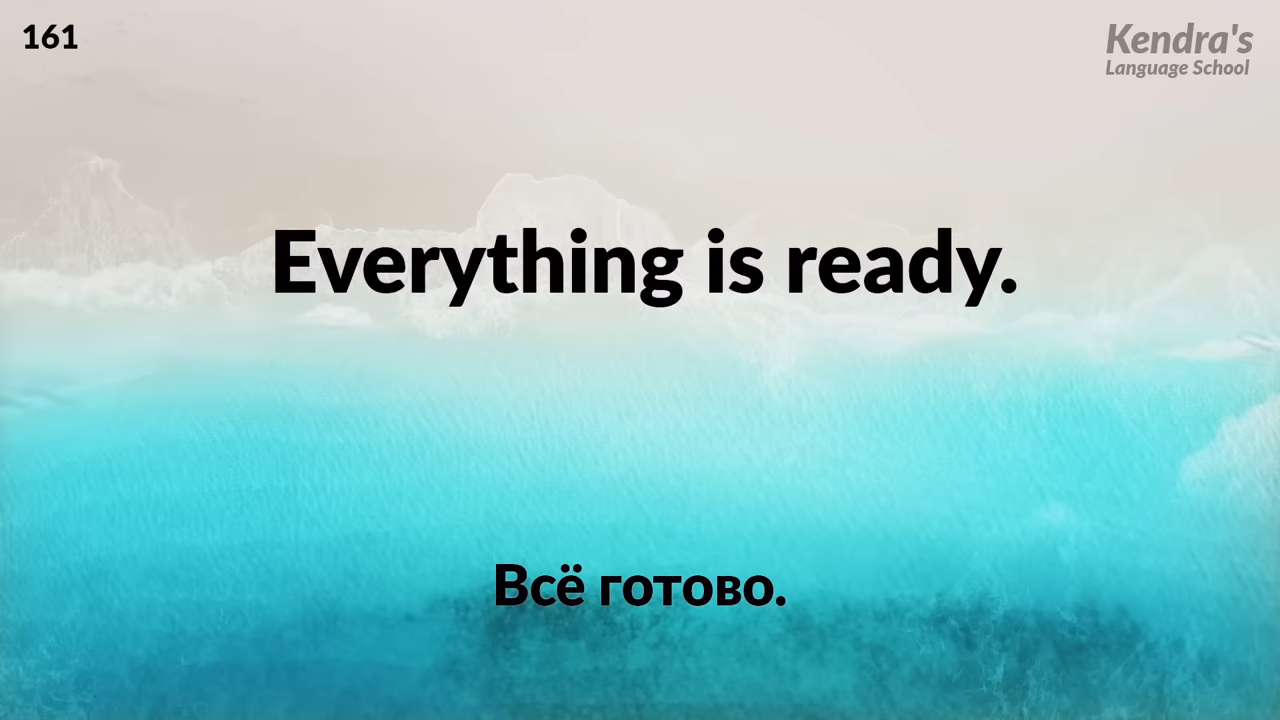 161
Kendra's
Language School
Everything is ready.
Всё готово.